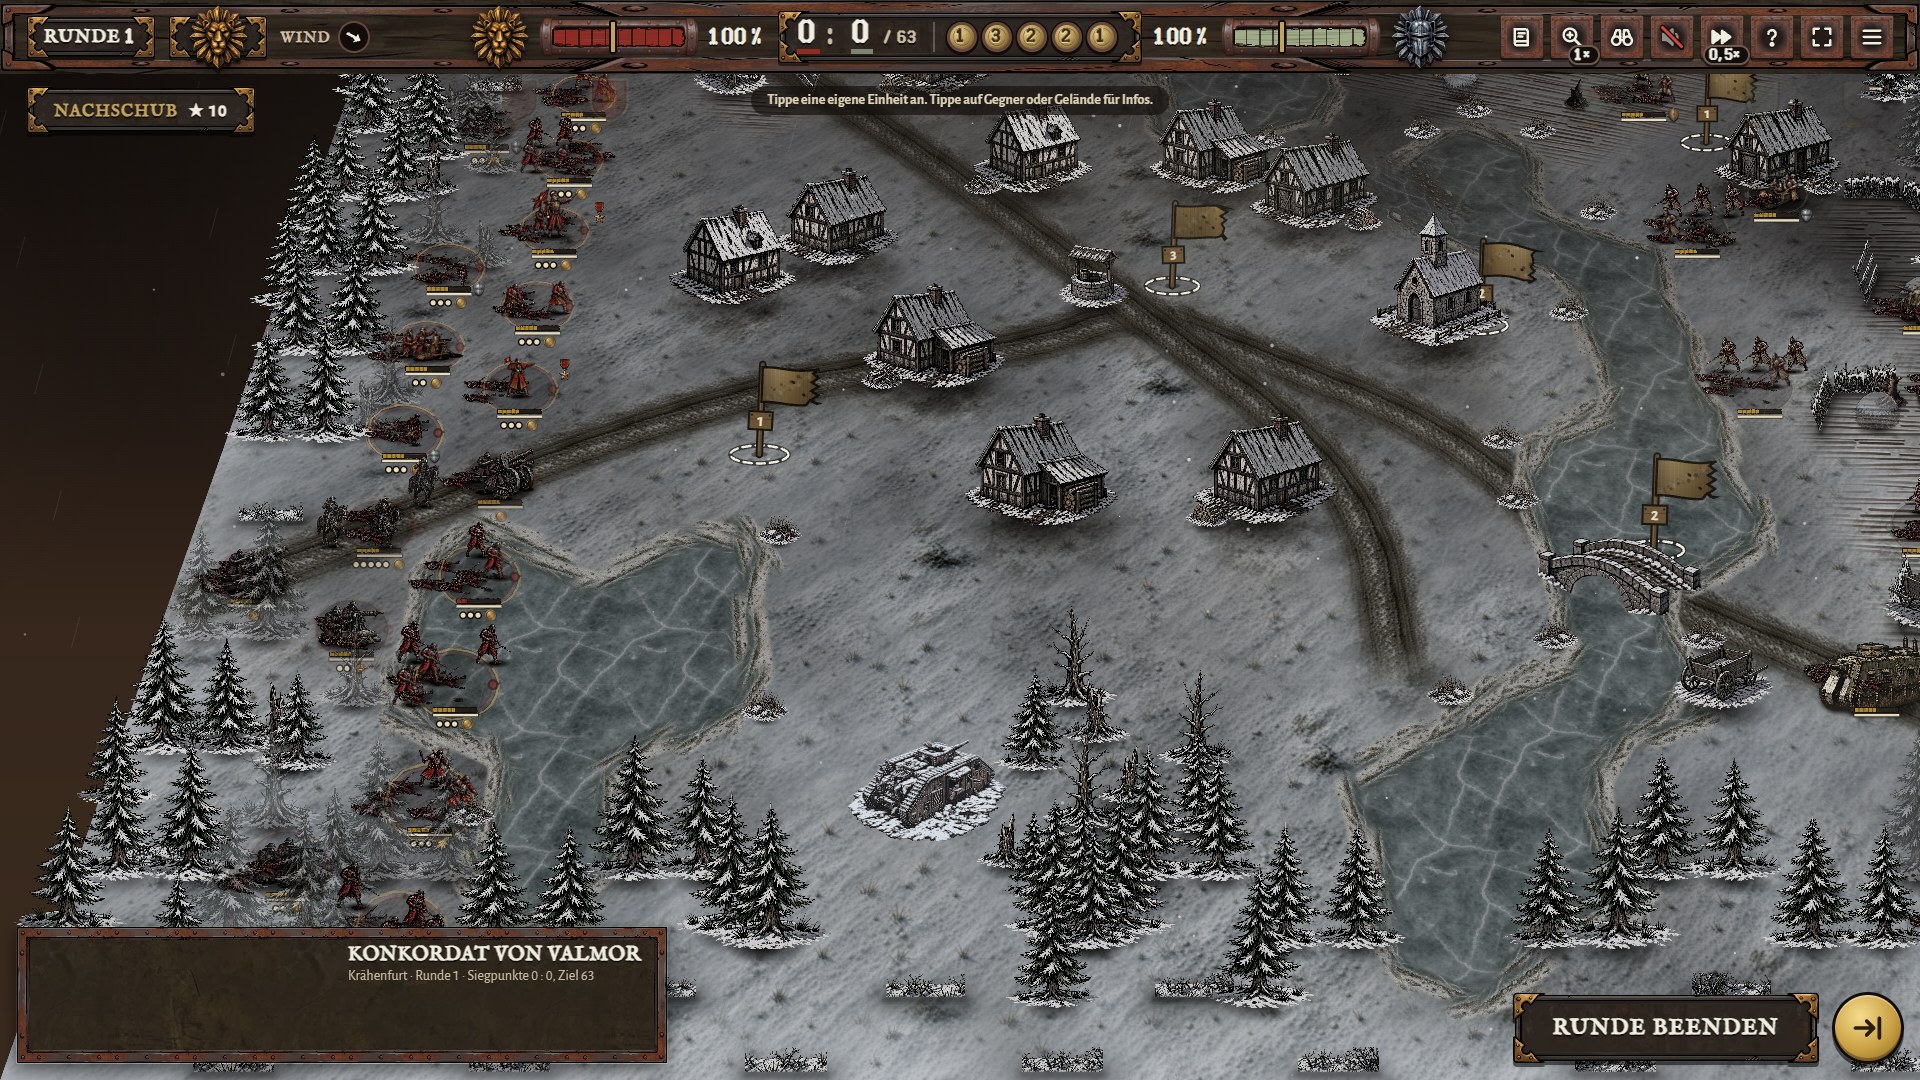 RUNDE 1
WIND
100%
0 : 0 / 63
1 3 2 2 1
100%
1x
0,5x
?
NACHSCHUB ★ 10
Tippe eine eigene Einheit an. Tippe auf Gegner oder Gelände für Infos.
1
3
2
1
2
KONKORDAT VON VALMOR
Krähenfurt · Runde 1 · Siegpunkte 0 : 0, Ziel 63
RUNDE BEENDEN